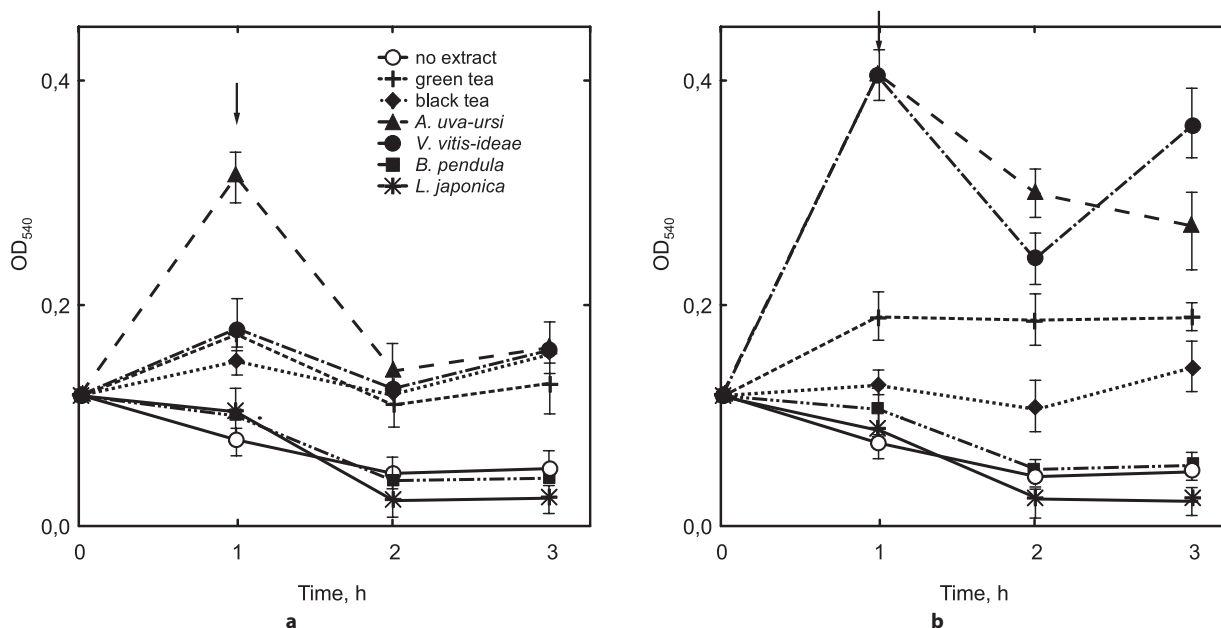 0,4
0,2
0,0
OD540
0 1 2 3
Time, h
a
no extract
green tea
black tea
A. uva-ursi
V. vitis-ideae
B. pendula
L. japonica
0,4
0,2
0,0
OD540
0 1 2 3
Time, h
b